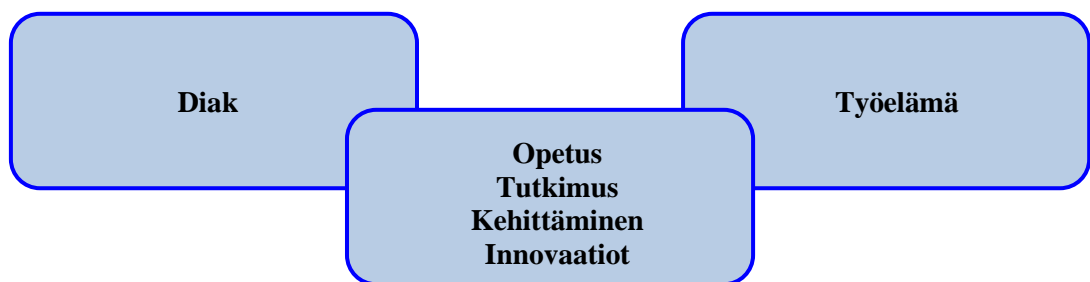 Diak
Työelämä
Opetus
Tutkimus
Kehittäminen
Innovaatiot